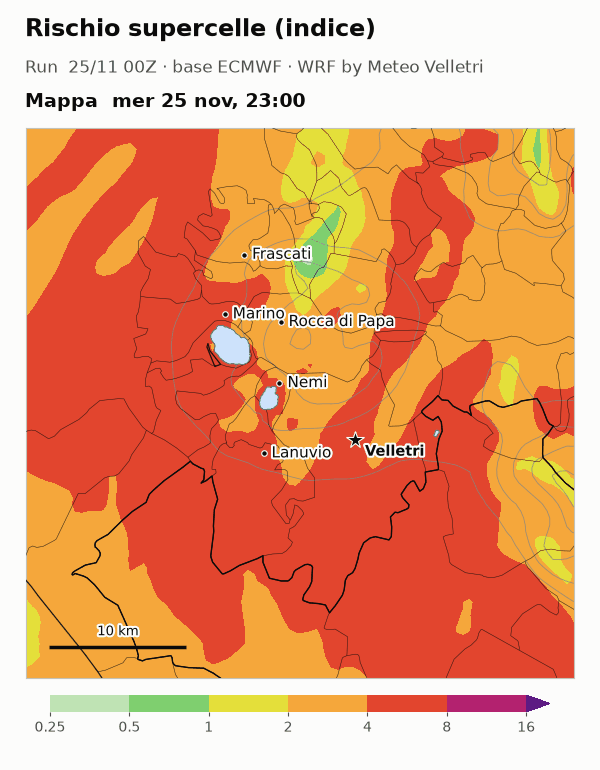 Rischio supercelle (indice)
Run  25/11 00Z · base ECMWF · WRF by Meteo Velletri
Mappa  mer 25 nov, 23:00
Frascati
Marino
Rocca di Papa
Nemi
Velletri
Lanuvio
10 km
0.25 0.5 1 2 4 8 16